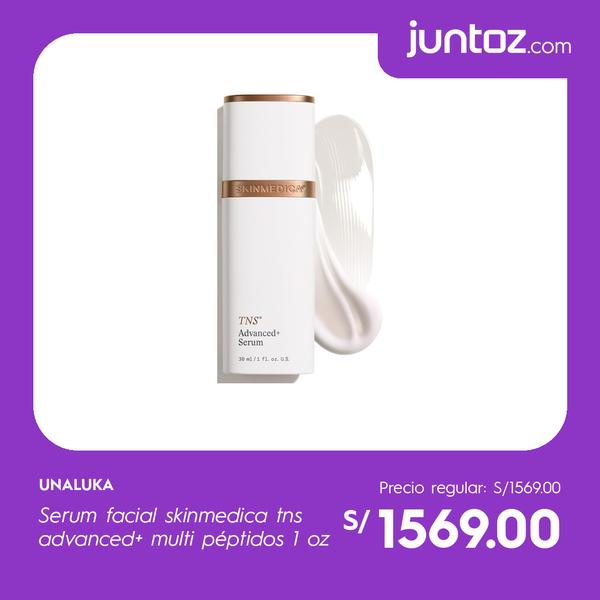 juntoz.com
SKINMEDICA
TNS®
Advanced+
Serum
30 ml / 1 fl. oz. U.S.
UNALUKA
Precio regular: S/1569.00
Serum facial skinmedica tns
advanced+ multi péptidos 1 oz
S/1569.00